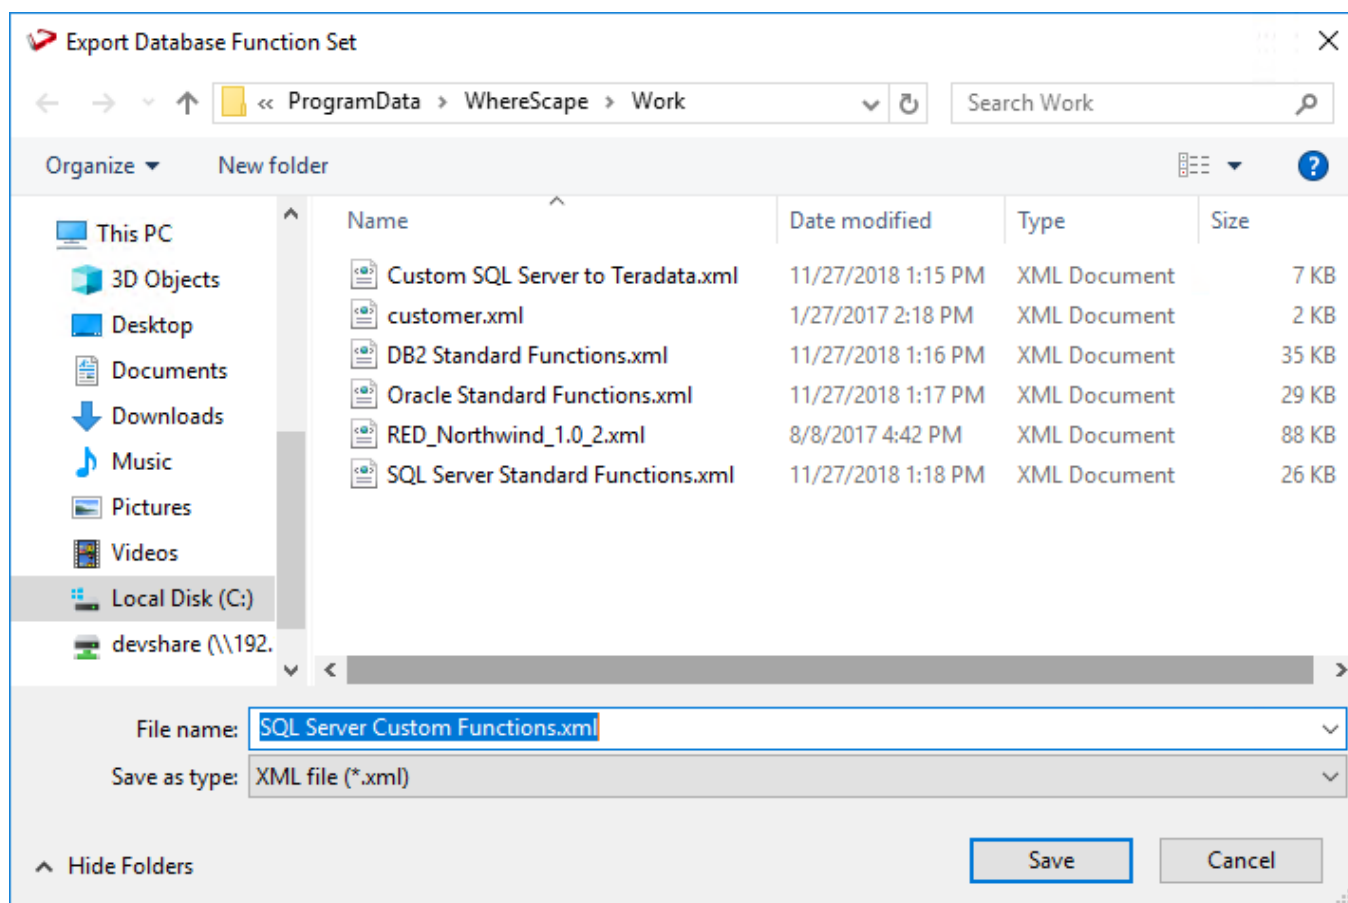 Export Database Function Set
« ProgramData > WhereScape > Work
Search Work
Organize
New folder
?
This PC
3D Objects
Desktop
Documents
Downloads
Music
Pictures
Videos
Local Disk (C:)
devshare (\\192.
Name Date modified Type Size
Custom SQL Server to Teradata.xml 11/27/2018 1:15 PM XML Document 7 KB
customer.xml 1/27/2017 2:18 PM XML Document 2 KB
DB2 Standard Functions.xml 11/27/2018 1:16 PM XML Document 35 KB
Oracle Standard Functions.xml 11/27/2018 1:17 PM XML Document 29 KB
RED_Northwind_1.0_2.xml 8/8/2017 4:42 PM XML Document 88 KB
SQL Server Standard Functions.xml 11/27/2018 1:18 PM XML Document 26 KB
File name: SQL Server Custom Functions.xml
Save as type: XML file (*.xml)
Hide Folders
Save
Cancel